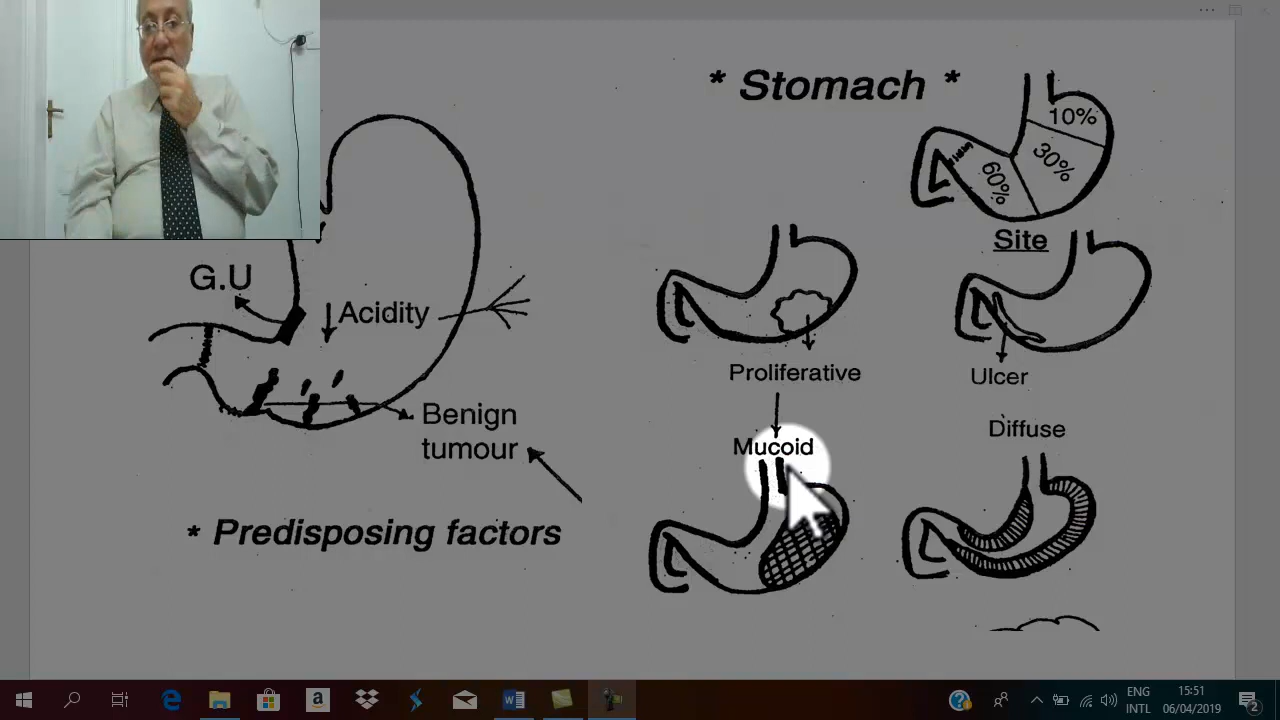 * Stomach *
10%
30%
60%
Site
G.U
Acidity
Benign
tumour
* Predisposing factors
Proliferative
Ulcer
Mucoid
Diffuse
ENG
INTL
15:51
06/04/2019
2